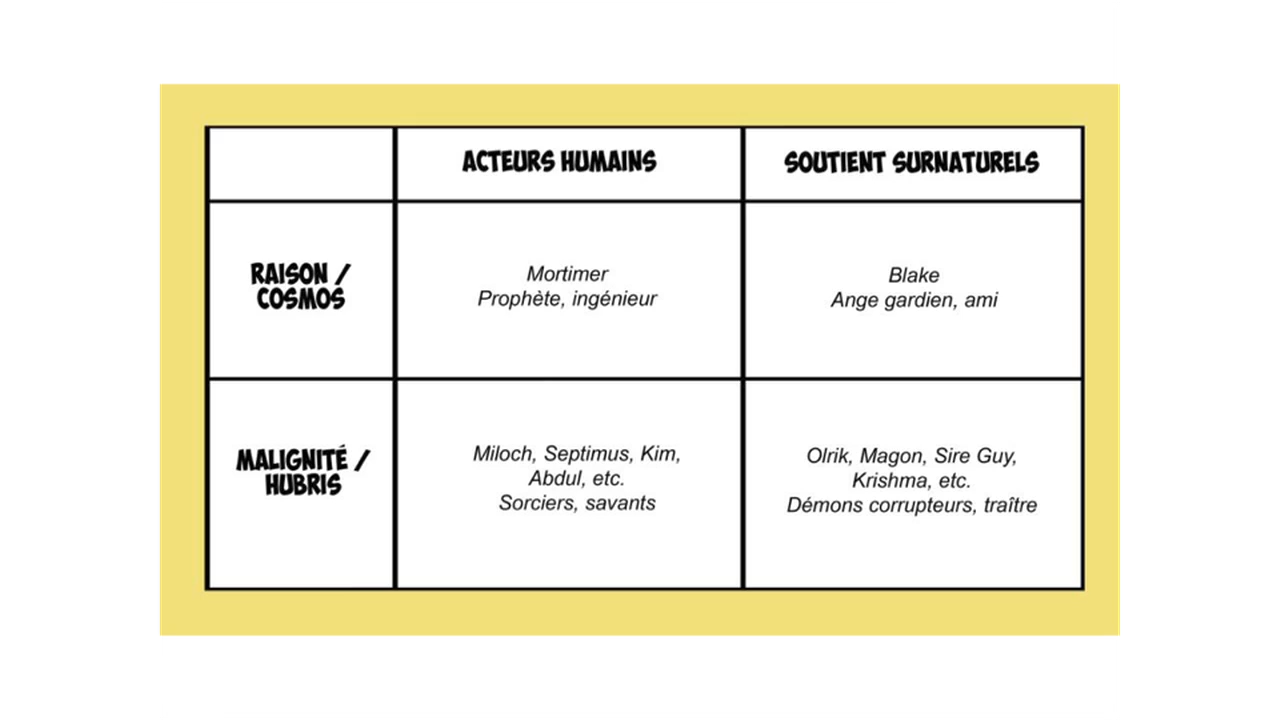 ACTEURS HUMAINS
SOUTIENT SURNATURELS
RAISON /
COSMOS
Mortimer
Prophète, ingénieur
Blake
Ange gardien, ami
MALIGNITÉ /
HUBRIS
Miloch, Septimus, Kim,
Abdul, etc.
Sorciers, savants
Olrik, Magon, Sire Guy,
Krishma, etc.
Démons corrupteurs, traître